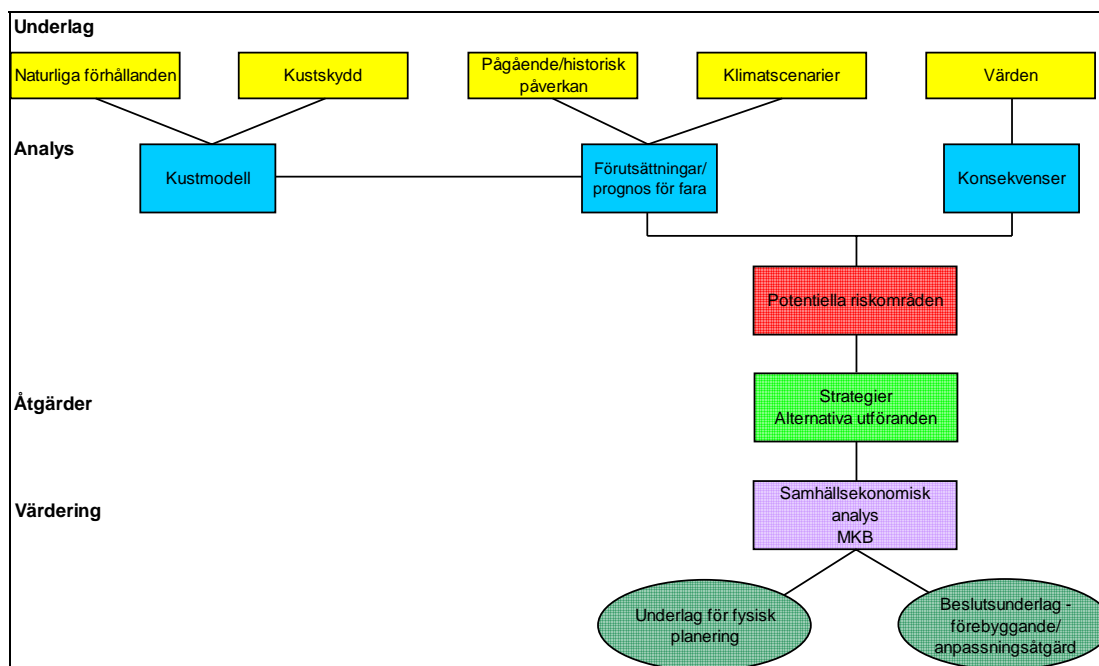 Underlag
Naturliga förhållanden
Kustskydd
Pågående/historisk
påverkan
Klimatscenarier
Värden
Analys
Kustmodell
Förutsättningar/
prognos för fara
Konsekvenser
Potentiella riskområden
Åtgärder
Strategier
Alternativa utföranden
Värdering
Samhällsekonomisk
analys
MKB
Underlag för fysisk
planering
Beslutsunderlag -
förebyggande/
anpassningsåtgärd